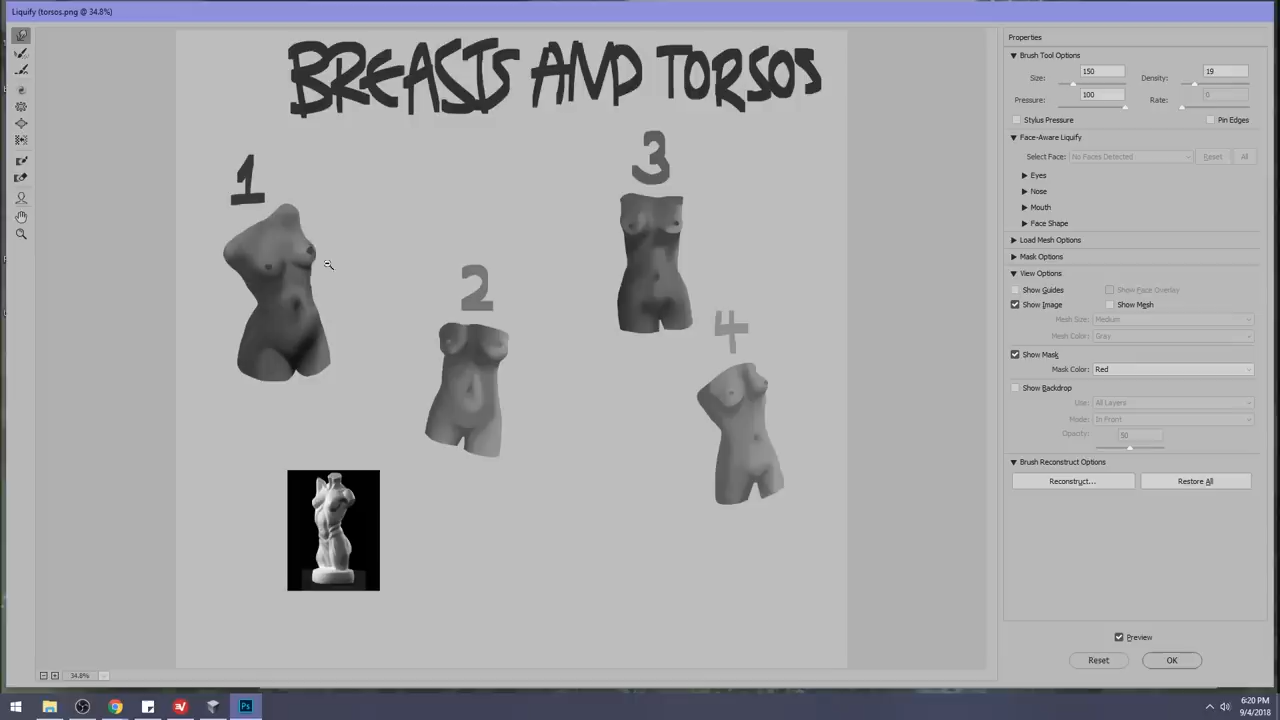 Liquify (torsos.png @ 34.8%)
BREASTS AND TORSOS
1
2
3
4
34.8%
Properties
Brush Tool Options
Size: 150 Density: 19
Pressure: 100 Rate: 0
Stylus Pressure Pin Edges
Face-Aware Liquify
Select Face: No Faces Detected Reset All
Eyes
Nose
Mouth
Face Shape
Load Mesh Options
Mask Options
View Options
Show Guides Show Face Overlay
Show Image Show Mesh
Mesh Size: Medium
Mesh Color: Gray
Show Mask
Mask Color: Red
Show Backdrop
Use: All Layers
Mode: In Front
Opacity: 50
Brush Reconstruct Options
Reconstruct... Restore All
Preview
Reset OK
Ps
6:20 PM
9/4/2018